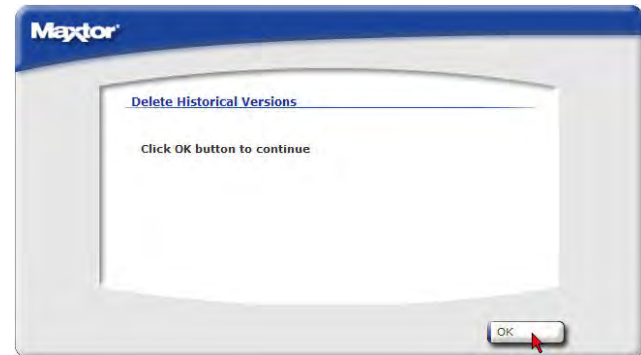 Maxtor
Delete Historical Versions
Click OK button to continue
OK